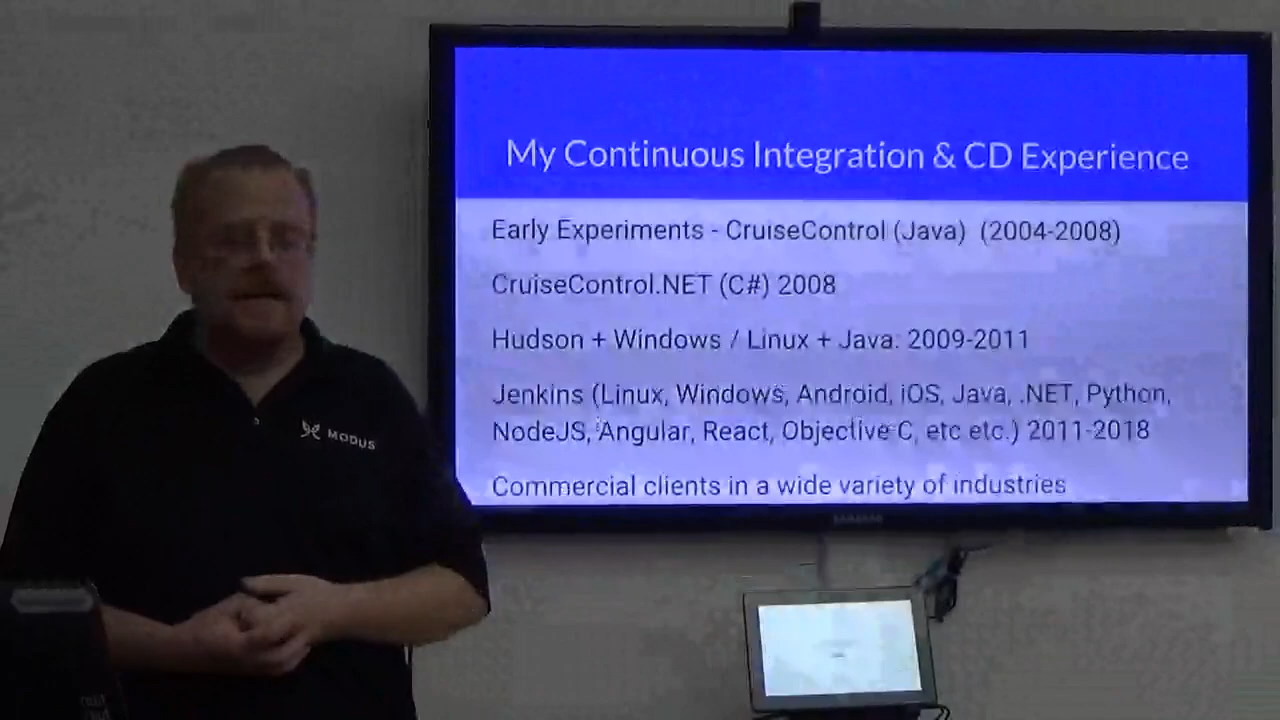 My Continuous Integration & CD Experience
Early Experiments - CruiseControl (Java) (2004-2008)
CruiseControl.NET (C#) 2008
Hudson + Windows / Linux + Java: 2009-2011
Jenkins (Linux, Windows, Android, iOS, Java, .NET, Python,
NodeJS, Angular, React, Objective C, etc etc.) 2011-2018
Commercial clients in a wide variety of industries
MODUS
SAMSUNG